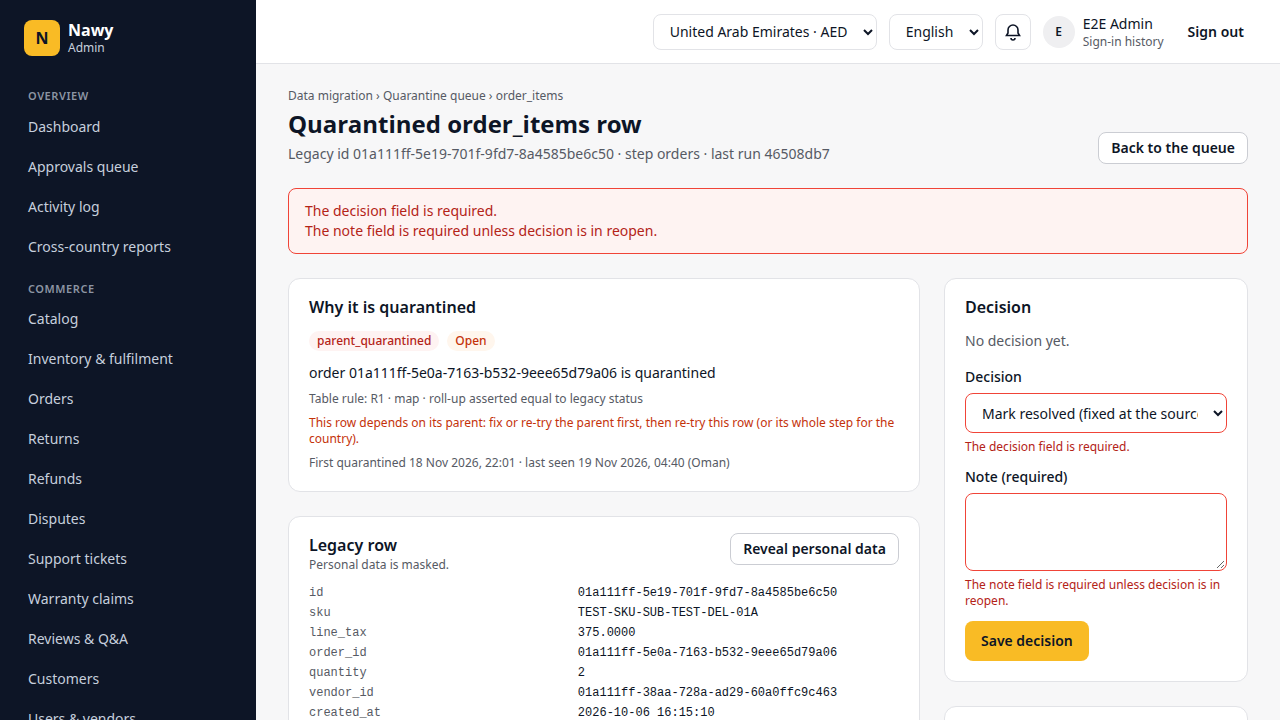 N
Nawy
Admin
United Arab Emirates · AED
English
E
E2E Admin
Sign-in history
Sign out
OVERVIEW
Dashboard
Approvals queue
Activity log
Cross-country reports
COMMERCE
Catalog
Inventory & fulfilment
Orders
Returns
Refunds
Disputes
Support tickets
Warranty claims
Reviews & Q&A
Customers
Users & vendors
Data migration › Quarantine queue › order_items
Quarantined order_items row
Legacy id 01a111ff-5e19-701f-9fd7-8a4585be6c50 · step orders · last run 46508db7
Back to the queue
The decision field is required.
The note field is required unless decision is in reopen.
Why it is quarantined
parent_quarantined Open
order 01a111ff-5e0a-7163-b532-9eee65d79a06 is quarantined
Table rule: R1 · map · roll-up asserted equal to legacy status
This row depends on its parent: fix or re-try the parent first, then re-try this row (or its whole step for the
country).
First quarantined 18 Nov 2026, 22:01 · last seen 19 Nov 2026, 04:40 (Oman)
Legacy row
Personal data is masked.
Reveal personal data
id 01a111ff-5e19-701f-9fd7-8a4585be6c50
sku TEST-SKU-SUB-TEST-DEL-01A
line_tax 375.0000
order_id 01a111ff-5e0a-7163-b532-9eee65d79a06
quantity 2
vendor_id 01a111ff-38aa-728a-ad29-60a0ffc9c463
created_at 2026-10-06 16:15:10
Decision
No decision yet.
Decision
Mark resolved (fixed at the sourc
The decision field is required.
Note (required)
The note field is required unless decision is in
reopen.
Save decision